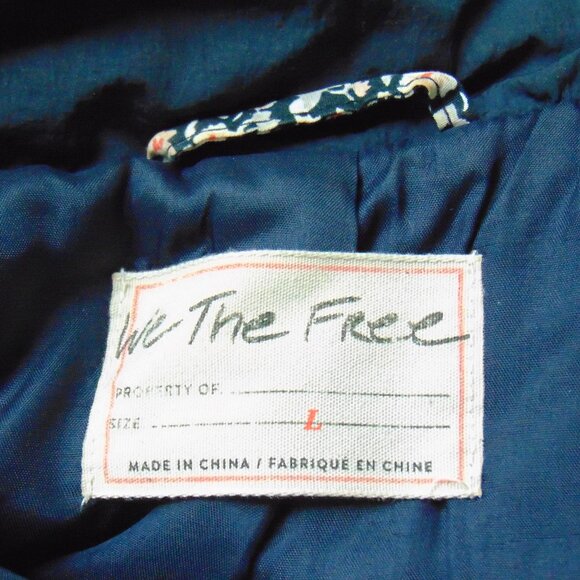 We The Free
PROPERTY OF
SIZE L
MADE IN CHINA / FABRIQUÉ EN CHINE